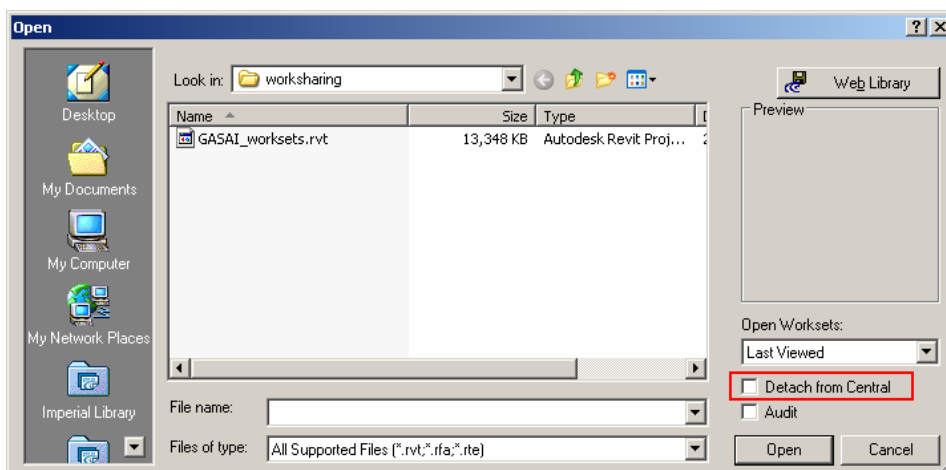 Open
Look in: worksharing
Web Library
Desktop
My Documents
My Computer
My Network Places
Imperial Library
Name Size Type
GASAI_worksets.rvt 13,348 KB Autodesk Revit Proj...
Preview
Open Worksets:
Last Viewed
Detach from Central
Audit
File name:
Files of type: All Supported Files (*.rvt;*.rfa;*.rte)
Open Cancel